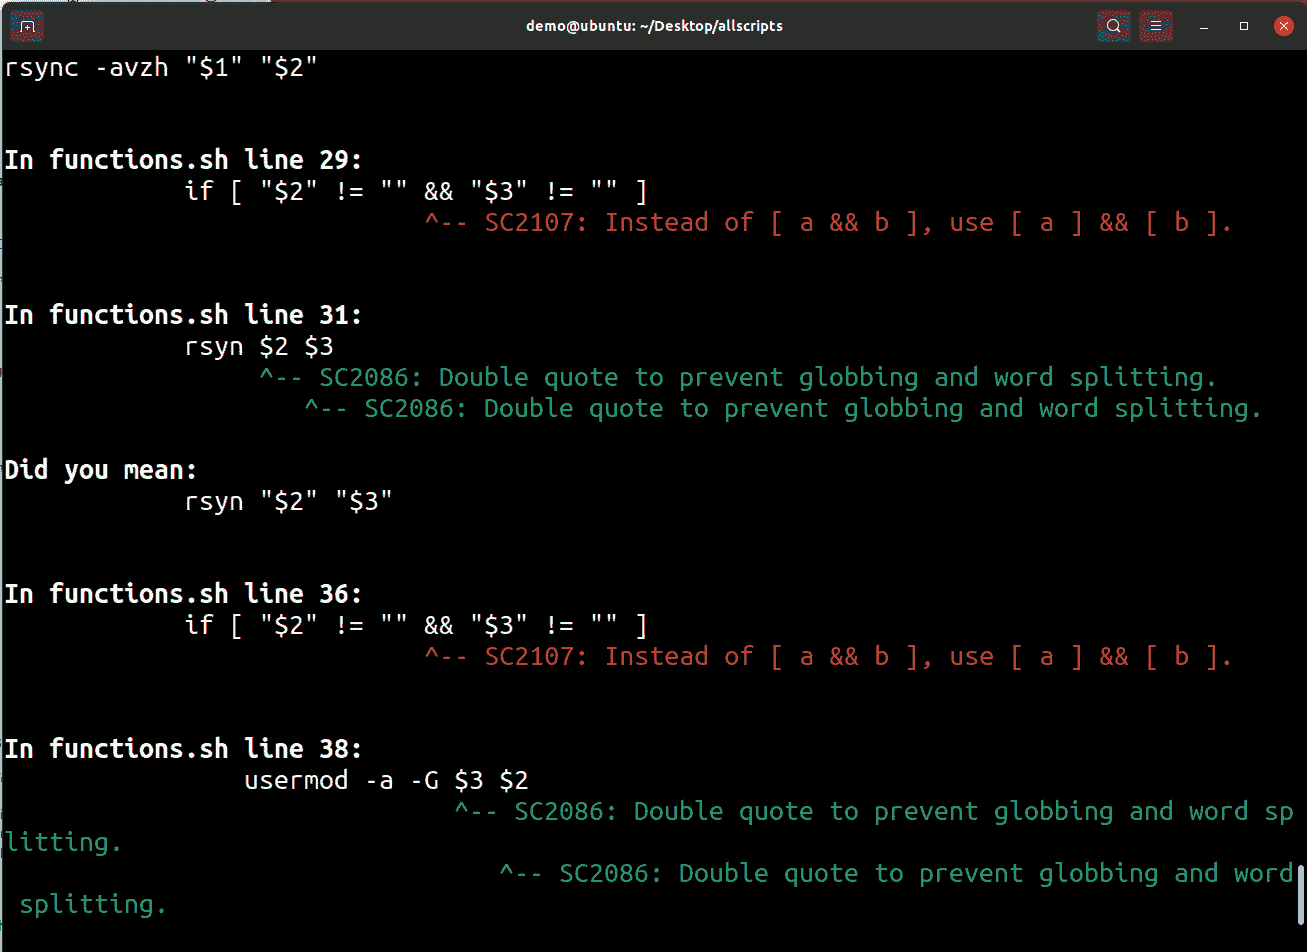 demo@ubuntu: ~/Desktop/allscripts
rsync -avzh "$1" "$2"
In functions.sh line 29:
            if [ "$2" != "" && "$3" != "" ]
                            ^-- SC2107: Instead of [ a && b ], use [ a ] && [ b ].
In functions.sh line 31:
            rsyn $2 $3
                 ^-- SC2086: Double quote to prevent globbing and word splitting.
                    ^-- SC2086: Double quote to prevent globbing and word splitting.
Did you mean:
            rsyn "$2" "$3"
In functions.sh line 36:
            if [ "$2" != "" && "$3" != "" ]
                            ^-- SC2107: Instead of [ a && b ], use [ a ] && [ b ].
In functions.sh line 38:
                usermod -a -G $3 $2
                              ^-- SC2086: Double quote to prevent globbing and word sp
litting.
                                 ^-- SC2086: Double quote to prevent globbing and word
 splitting.